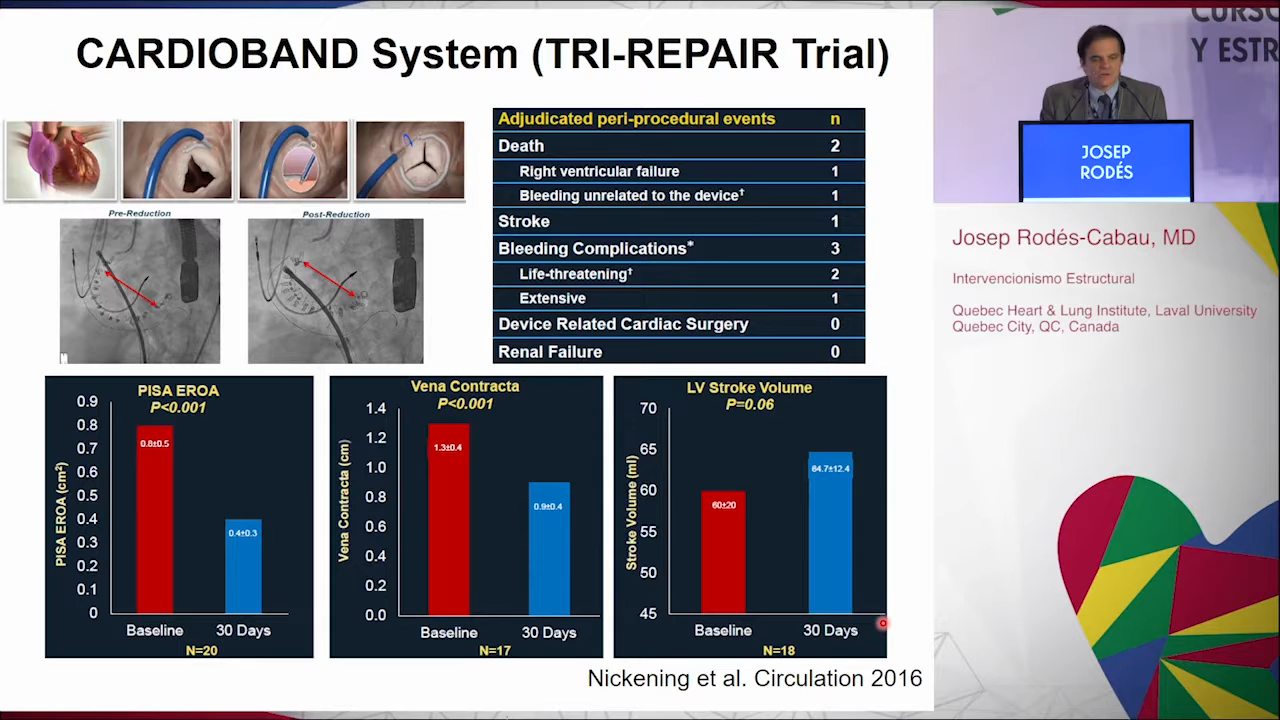 CARDIOBAND System (TRI-REPAIR Trial)
Pre-Reduction
Post-Reduction
Adjudicated peri-procedural events n
Death 2
Right ventricular failure 1
Bleeding unrelated to the device† 1
Stroke 1
Bleeding Complications* 3
Life-threatening† 2
Extensive 1
Device Related Cardiac Surgery 0
Renal Failure 0
PISA EROA
P<0.001
PISA EROA (cm²)
0.9
0.8
0.7
0.6
0.5
0.4
0.3
0.2
0.1
0
0.8±0.5
0.4±0.3
Baseline 30 Days
N=20
Vena Contracta
P<0.001
Vena Contracta (cm)
1.4
1.2
1.0
0.8
0.6
0.4
0.2
0.0
1.3±0.4
0.9±0.4
Baseline 30 Days
N=17
LV Stroke Volume
P=0.06
Stroke Volume (ml)
70
65
60
55
50
45
60±20
64.7±12.4
Baseline 30 Days
N=18
Nickening et al. Circulation 2016
CURSO
Y ESTR
JOSEP
RODÉS
Josep Rodés-Cabau, MD
Intervencionismo Estructural
Quebec Heart & Lung Institute, Laval University
Quebec City, QC, Canada